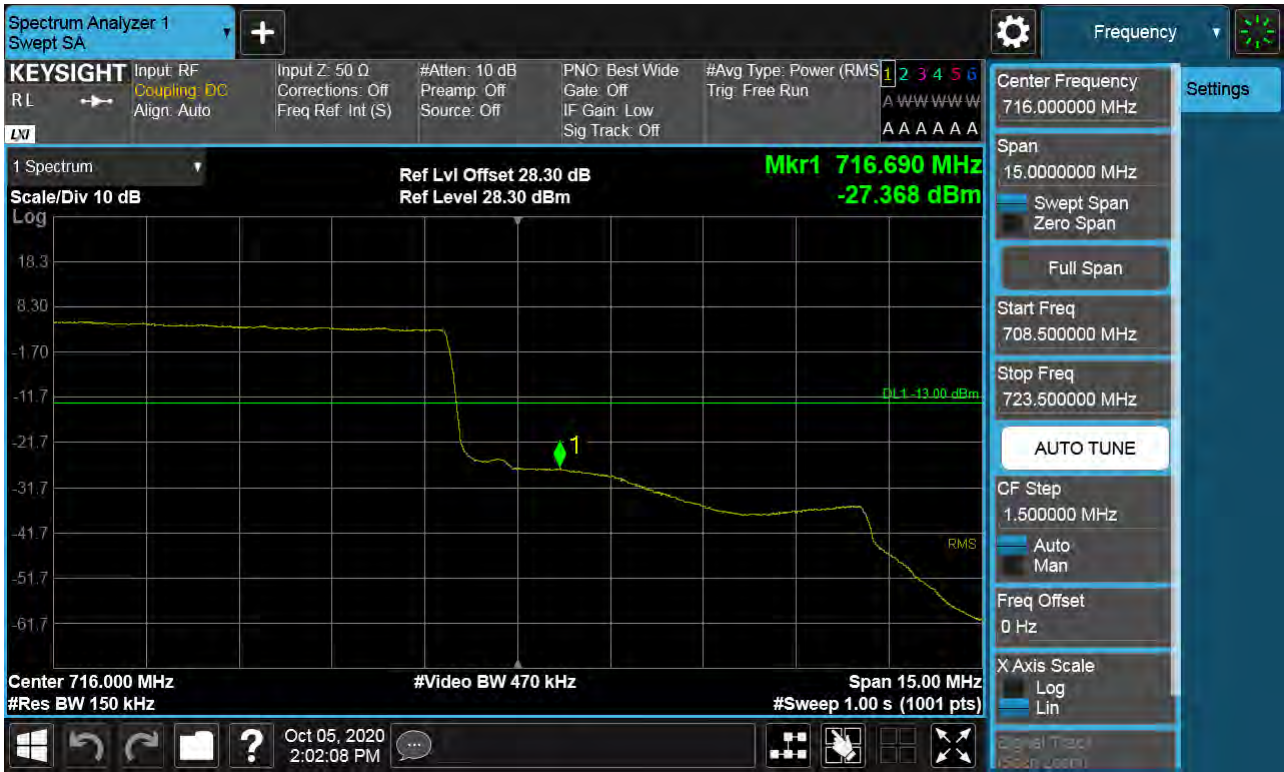 Spectrum Analyzer 1
Swept SA
+
Frequency
KEYSIGHT
RL
LXI
Input: RF
Coupling: DC
Align: Auto
Input Z: 50 Ω
Corrections: Off
Freq Ref: Int (S)
#Atten: 10 dB
Preamp: Off
Source: Off
PNO: Best Wide
Gate: Off
IF Gain: Low
Sig Track: Off
#Avg Type: Power (RMS
Trig: Free Run
1 2 3 4 5 6
A W W W W W
A A A A A A
1 Spectrum
Scale/Div 10 dB
Ref Lvl Offset 28.30 dB
Ref Level 28.30 dBm
Mkr1 716.690 MHz
-27.368 dBm
Log
18.3
8.30
-1.70
-11.7
-21.7
-31.7
-41.7
-51.7
-61.7
DL1 -13.00 dBm
1
RMS
Center 716.000 MHz
#Res BW 150 kHz
#Video BW 470 kHz
Span 15.00 MHz
#Sweep 1.00 s (1001 pts)
Center Frequency
716.000000 MHz
Settings
Span
15.0000000 MHz
Swept Span
Zero Span
Full Span
Start Freq
708.500000 MHz
Stop Freq
723.500000 MHz
AUTO TUNE
CF Step
1.500000 MHz
Auto
Man
Freq Offset
0 Hz
X Axis Scale
Log
Lin
Signal Track
(Span Zoom)
?
Oct 05, 2020
2:02:08 PM